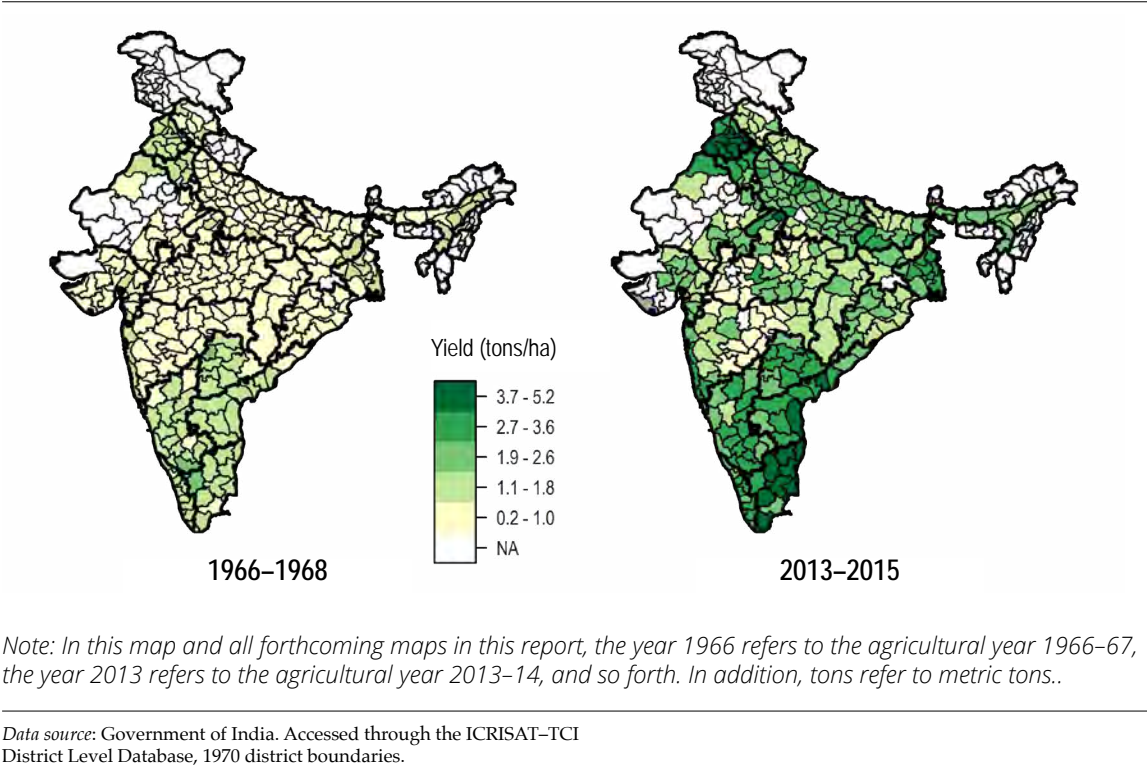 Yield (tons/ha)
3.7 - 5.2
2.7 - 3.6
1.9 - 2.6
1.1 - 1.8
0.2 - 1.0
NA
1966–1968
2013–2015
Note: In this map and all forthcoming maps in this report, the year 1966 refers to the agricultural year 1966–67,
the year 2013 refers to the agricultural year 2013–14, and so forth. In addition, tons refer to metric tons..
Data source: Government of India. Accessed through the ICRISAT–TCI
District Level Database, 1970 district boundaries.